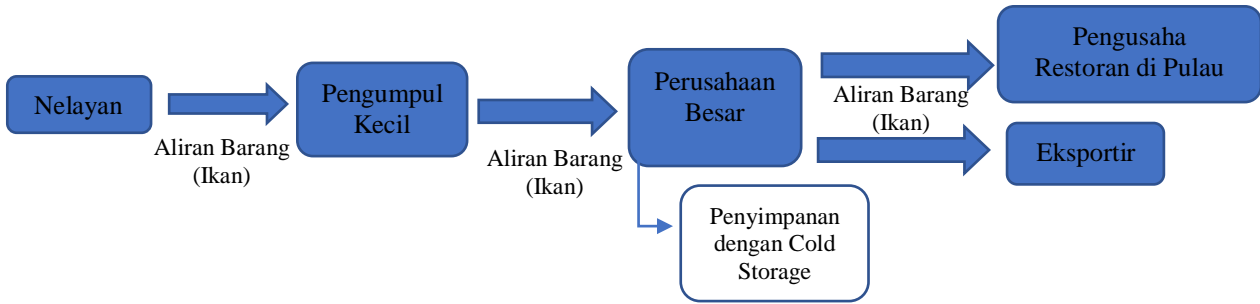 Nelayan
Aliran Barang
(Ikan)
Pengumpul
Kecil
Aliran Barang
(Ikan)
Perusahaan
Besar
Penyimpanan
dengan Cold
Storage
Aliran Barang
(Ikan)
Pengusaha
Restoran di Pulau
Eksportir